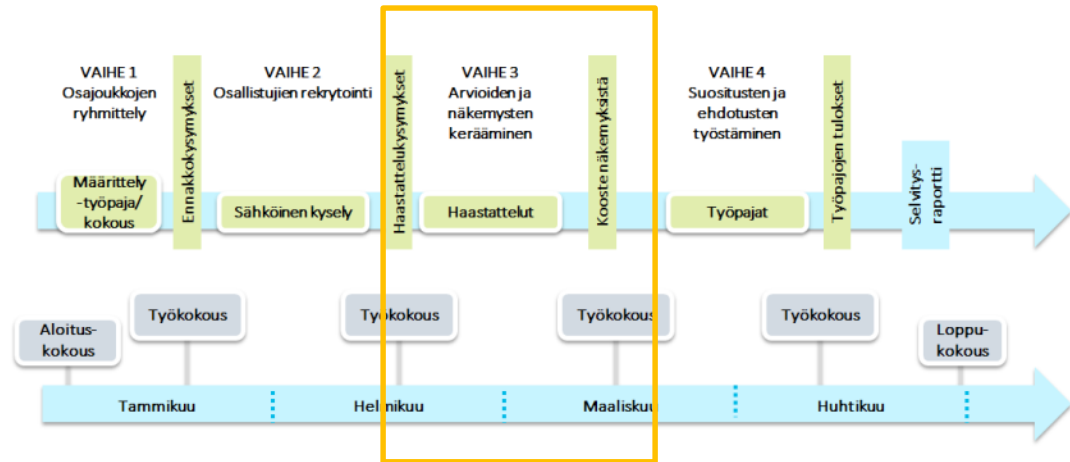 VAIHE 1
Osajoukkojen
ryhmittely
Ennakkokysymykset
VAIHE 2
Osallistujien rekrytointi
Haastattelukysymykset
VAIHE 3
Arvioiden ja
näkemysten
kerääminen
Kooste näkemyksistä
VAIHE 4
Suositusten ja
ehdotusten
työstäminen
Työpajojen tulokset
Selvitys-
raportti
Määrittely
-työpaja/
kokous
Sähköinen kysely
Haastattelut
Työpajat
Aloitus-
kokous
Työkokous
Työkokous
Työkokous
Työkokous
Loppu-
kokous
Tammikuu
Helmikuu
Maaliskuu
Huhtikuu